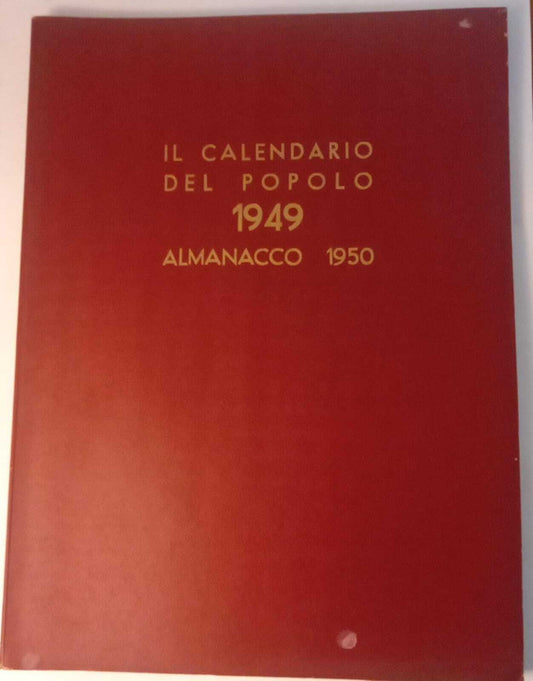 IL CALENDARIO
DEL POPOLO
1949
ALMANACCO 1950